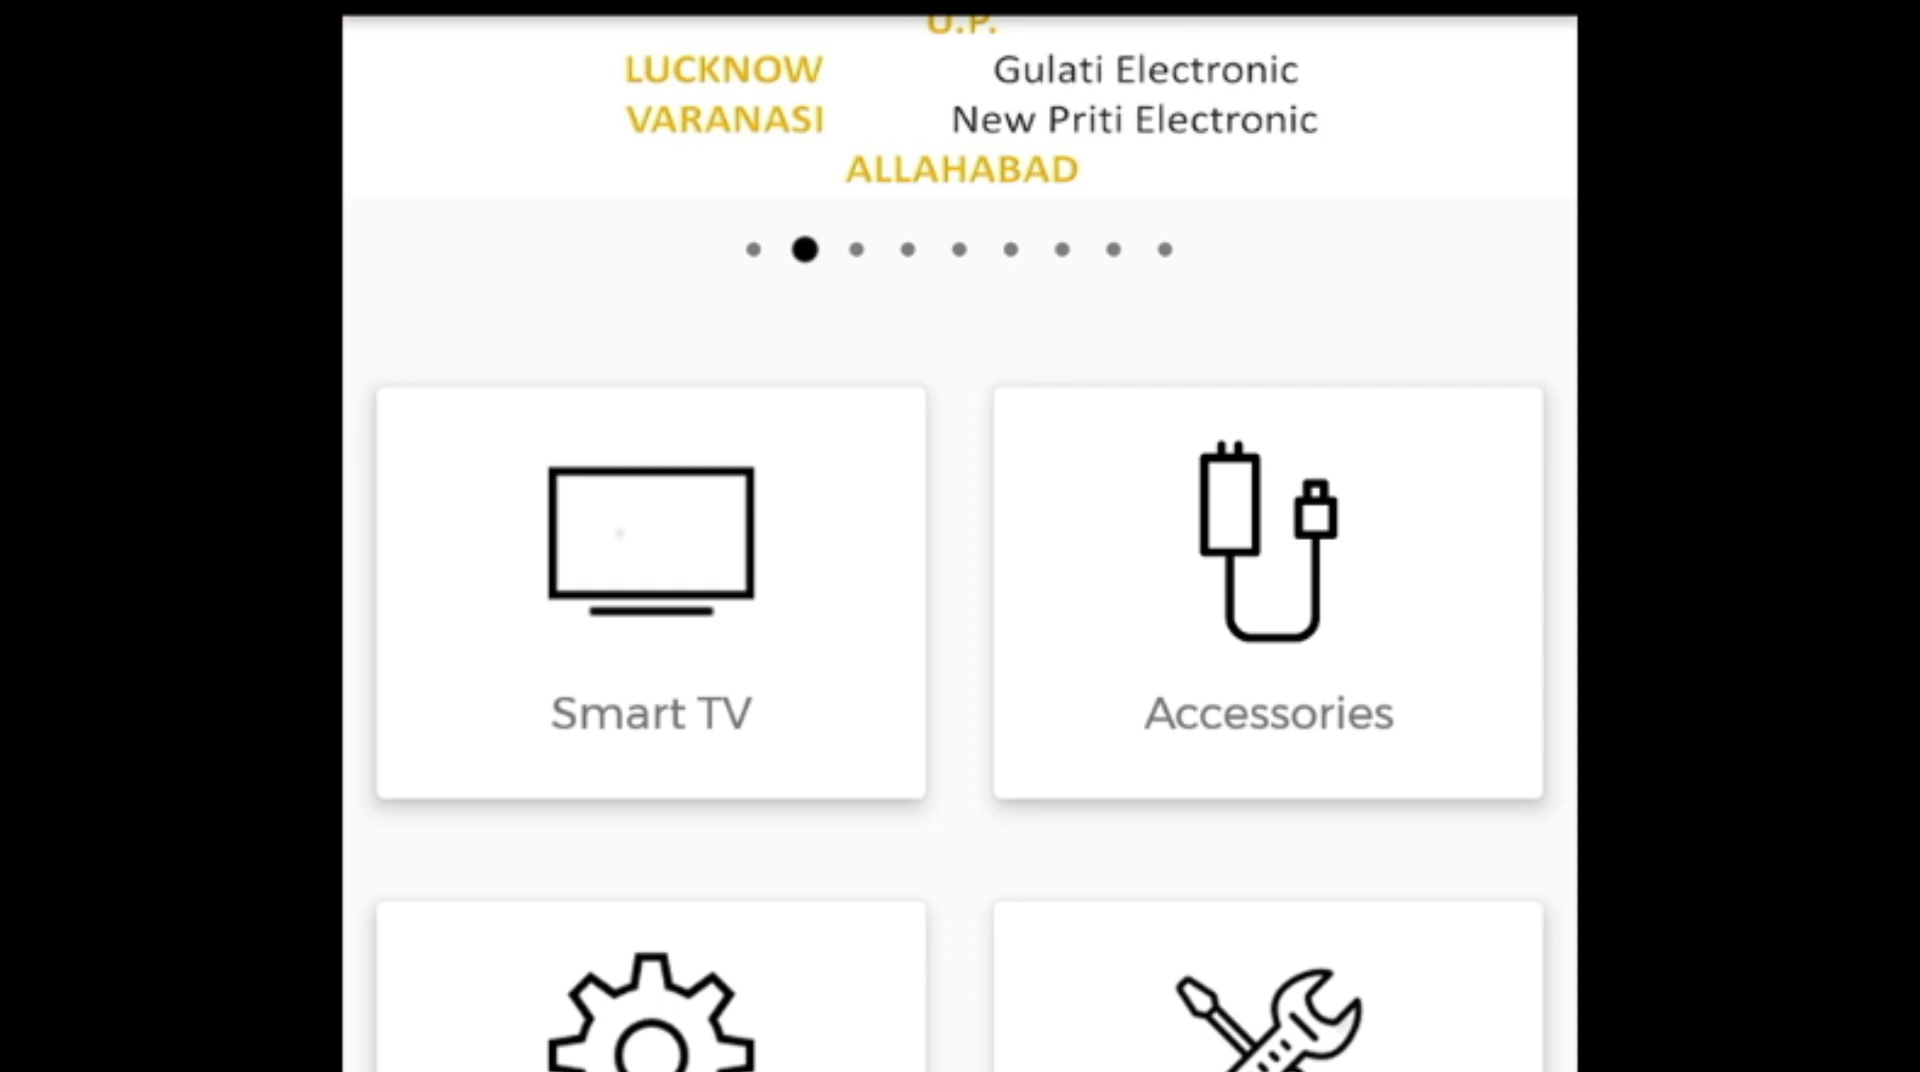 U.P.
LUCKNOW Gulati Electronic
VARANASI New Priti Electronic
ALLAHABAD
Smart TV
Accessories